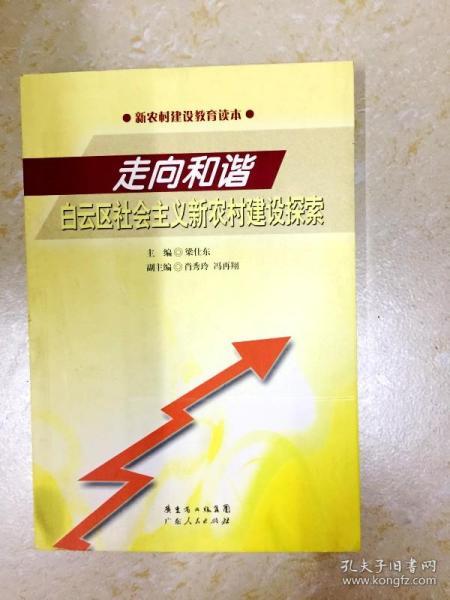 ●新农村建设教育读本●
走向和谐
白云区社会主义新农村建设探索
主 编◎梁仕东
副主编◎肖秀玲 冯再翔
广东省出版集团
广东人民出版社
孔夫子旧书网
www.kongfz.com